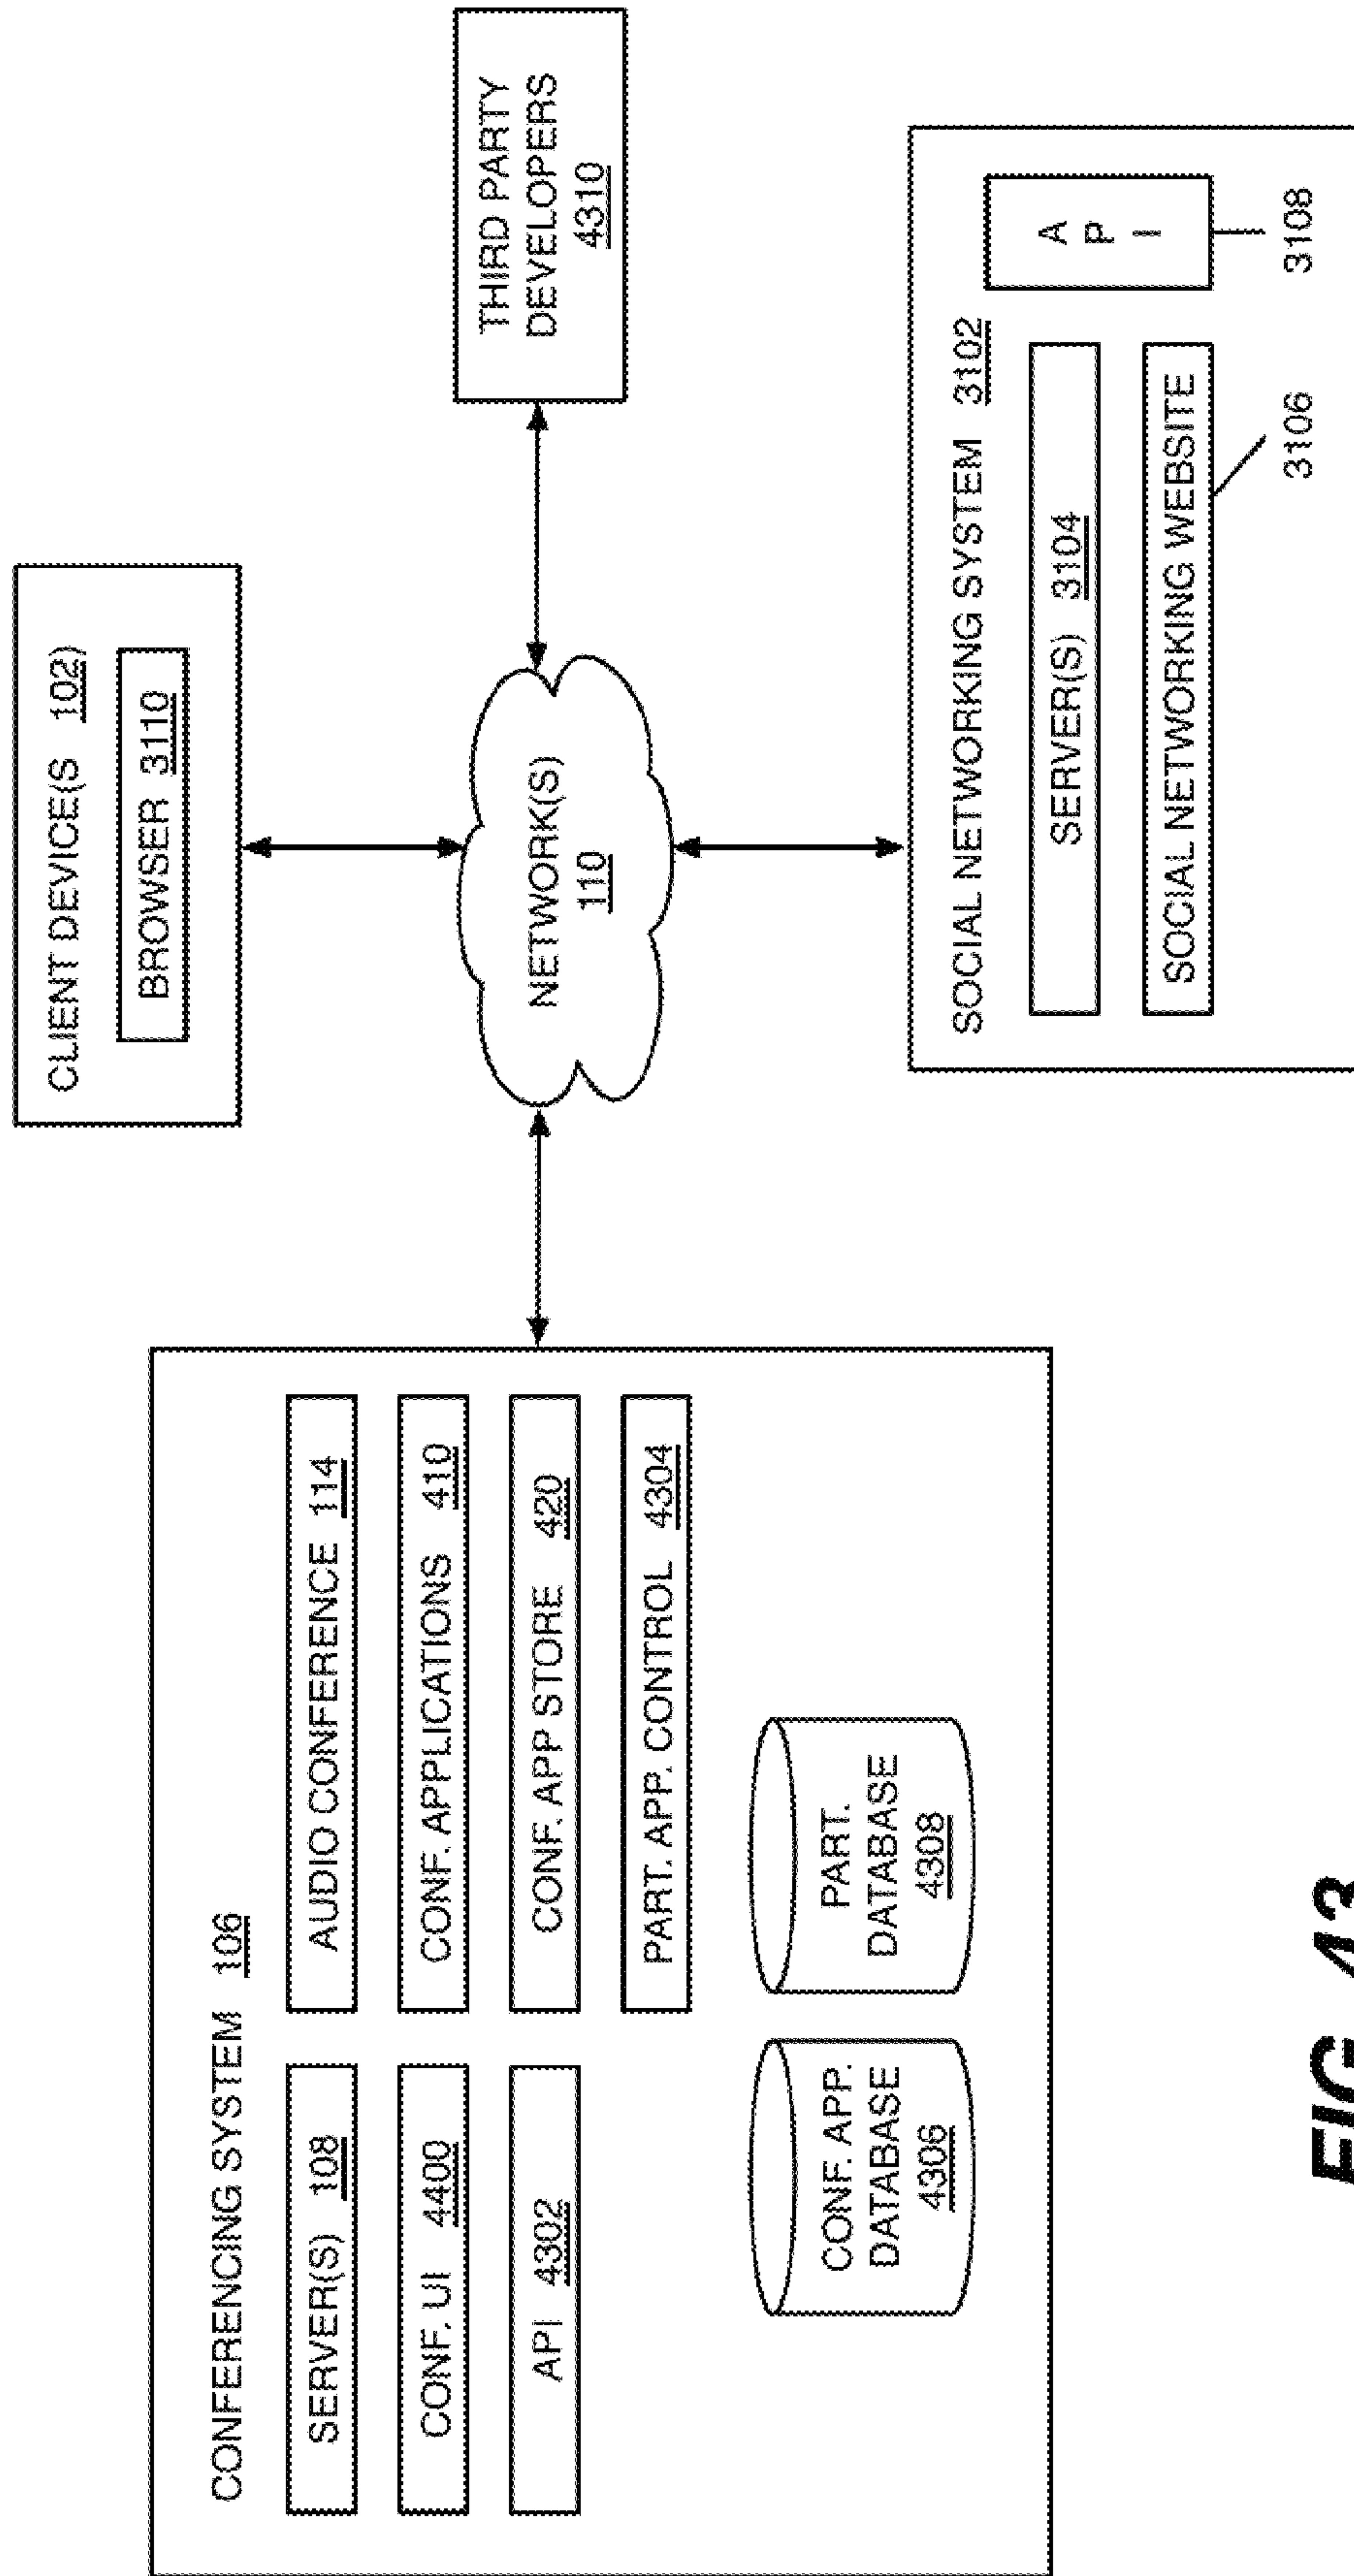 CLIENT DEVICE(S 102)
BROWSER 3110
CONFERENCING SYSTEM 106
SERVER(S) 108
AUDIO CONFERENCE 114
CONF. UI 4400
CONF. APPLICATIONS 410
API 4302
CONF. APP STORE 420
PART. APP. CONTROL 4304
CONF. APP.
DATABASE
4306
PART.
DATABASE
4308
NETWORK(S)
110
THIRD PARTY
DEVELOPERS
4310
SOCIAL NETWORKING SYSTEM 3102
SERVER(S) 3104
SOCIAL NETWORKING WEBSITE
3106
A
P
I
3108
FIG. 43